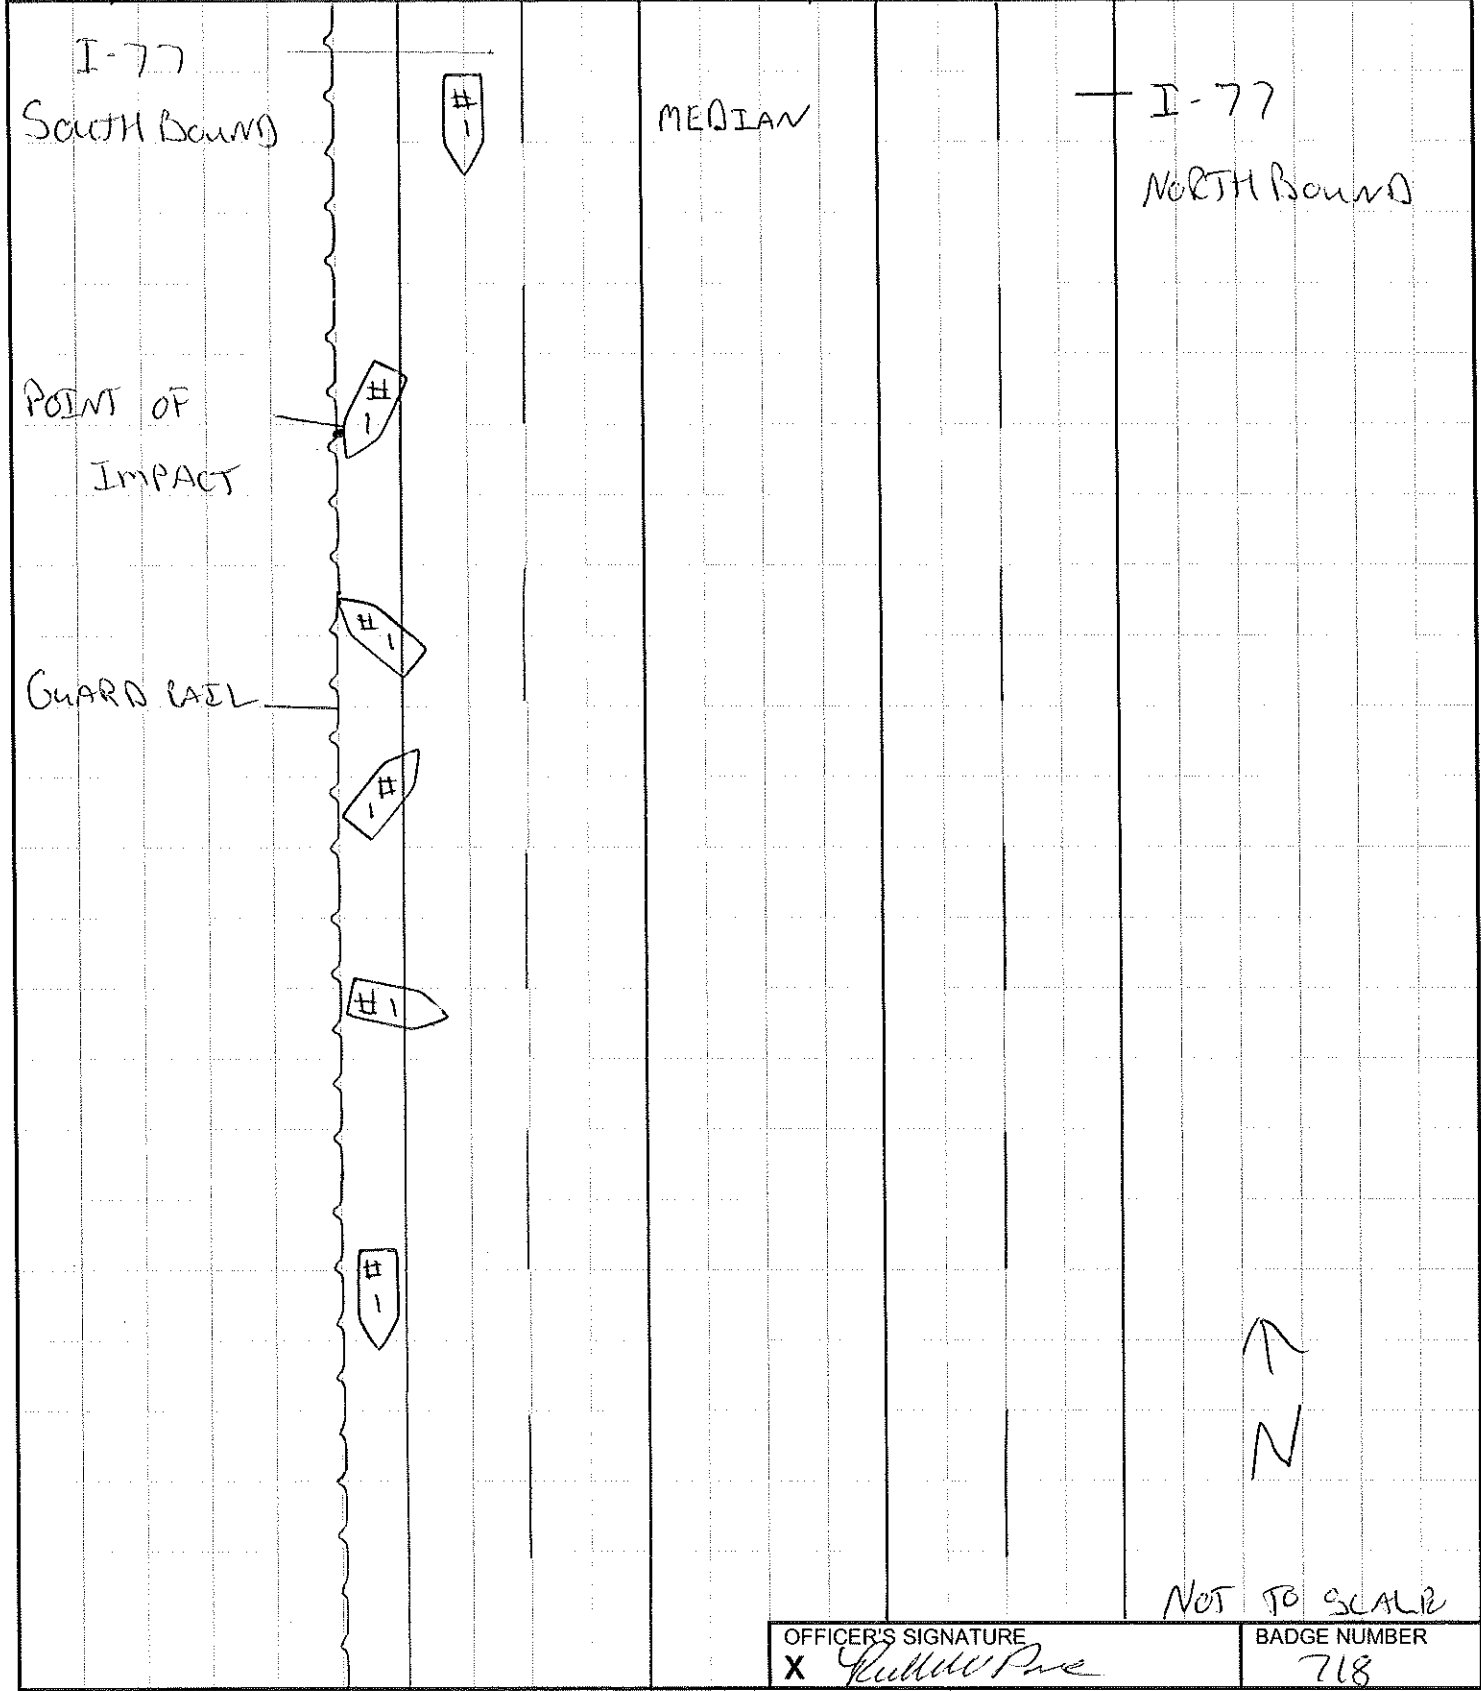 I-77
SOUTH BOUND
# 1
MEDIAN
I-77
NORTH BOUND
POINT OF
IMPACT
# 1
# 1
GUARD RAIL
# 1
# 1
# 1
N
NOT TO SCALE
OFFICER'S SIGNATURE
X
BADGE NUMBER
718